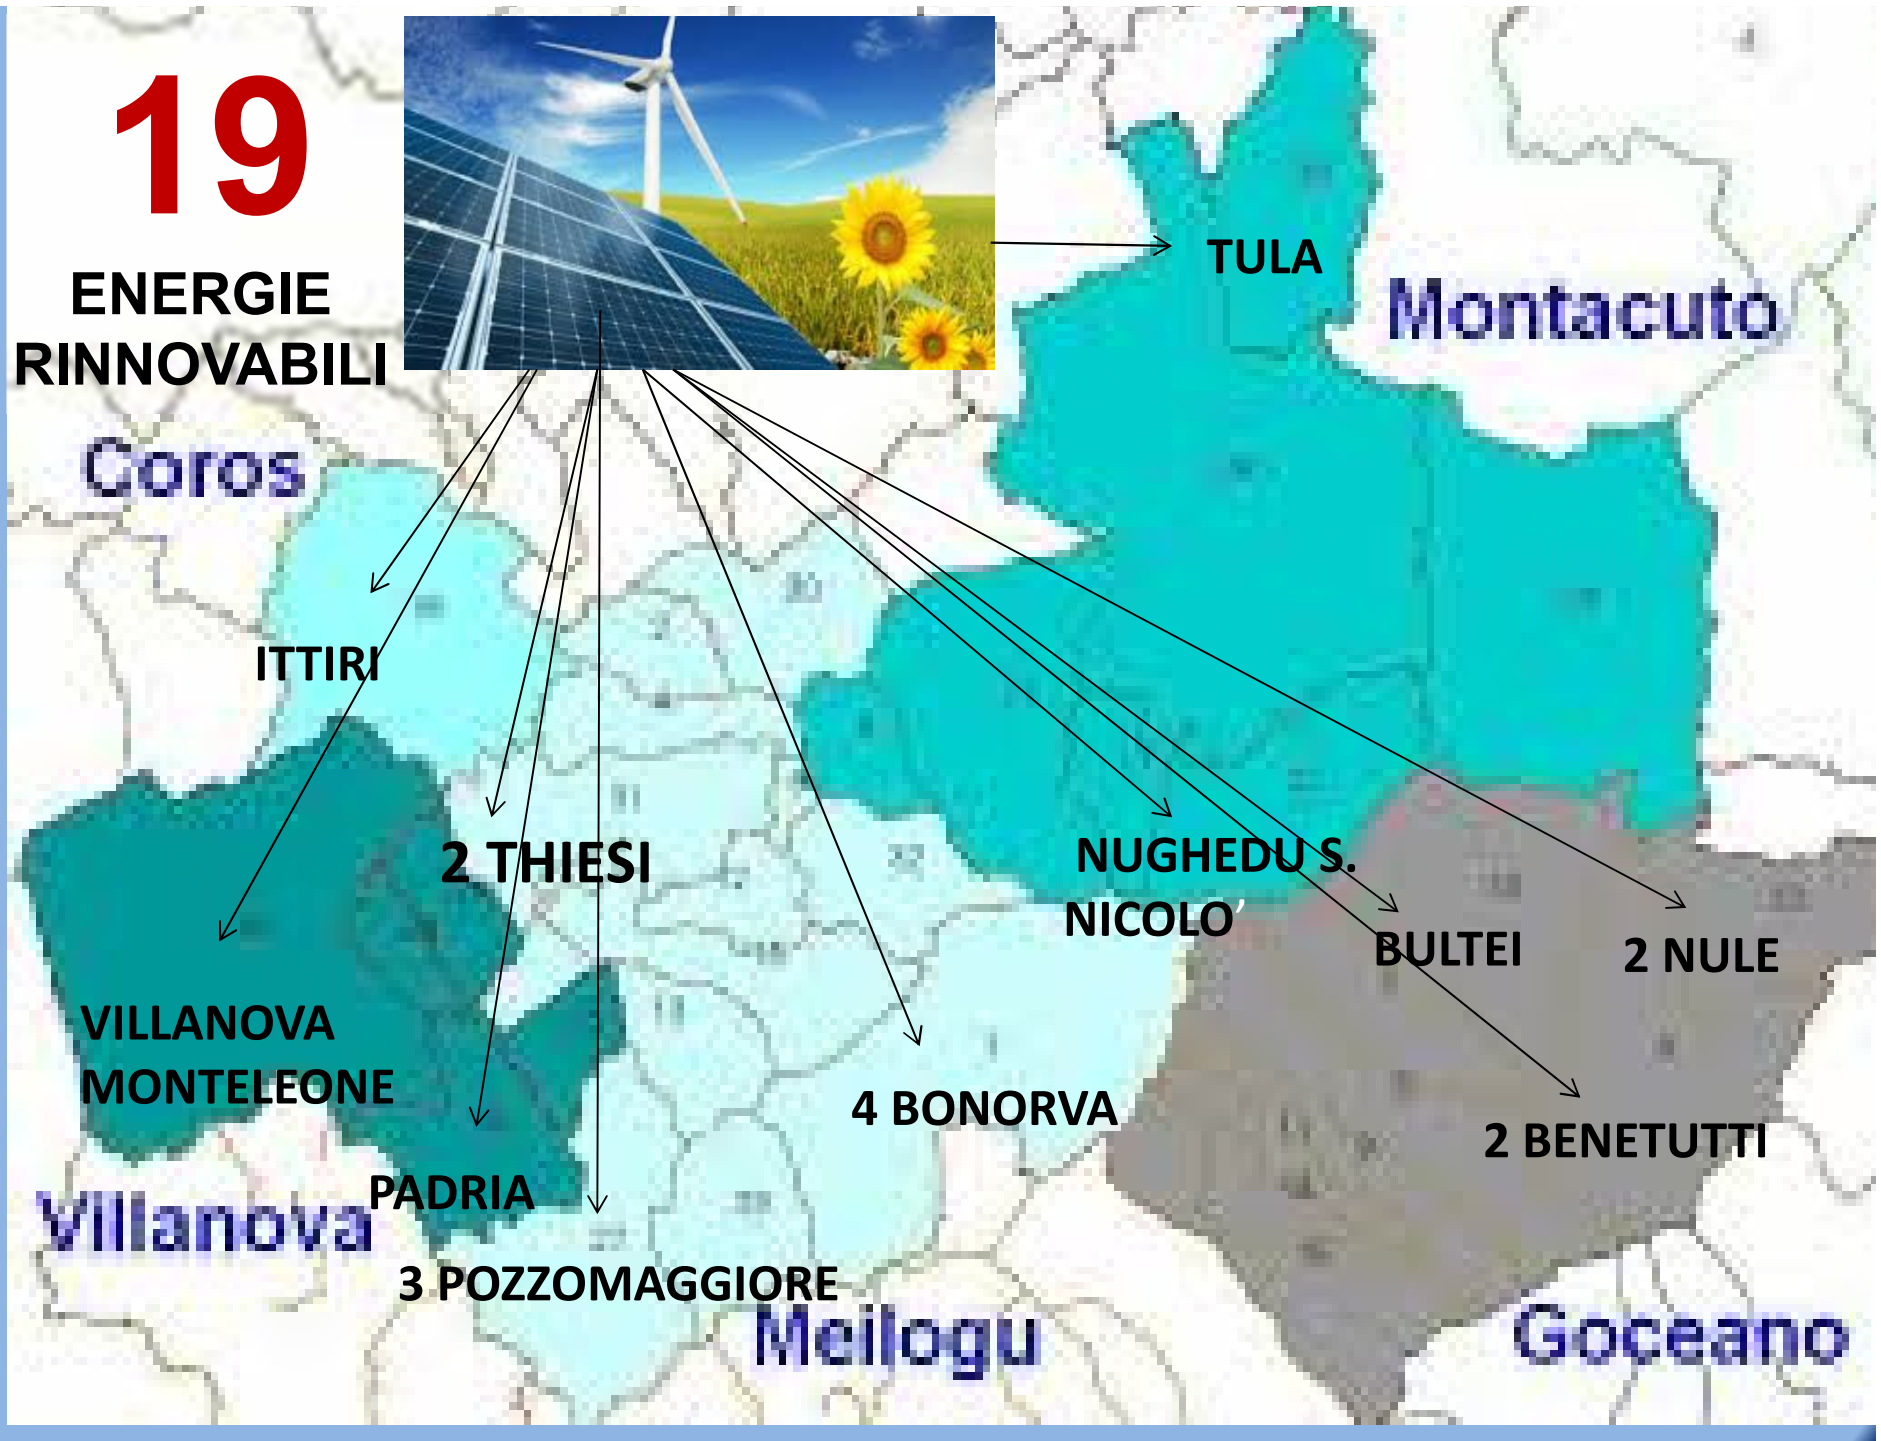 19
ENERGIE
RINNOVABILI
TULA
Montacuto
Coros
ITTIRI
2 THIESI
NUGHEDU S.
NICOLO’
BULTEI
2 NULE
VILLANOVA
MONTELEONE
4 BONORVA
2 BENETUTTI
PADRIA
Villanova
3 POZZOMAGGIORE
Meilogu
Goceano